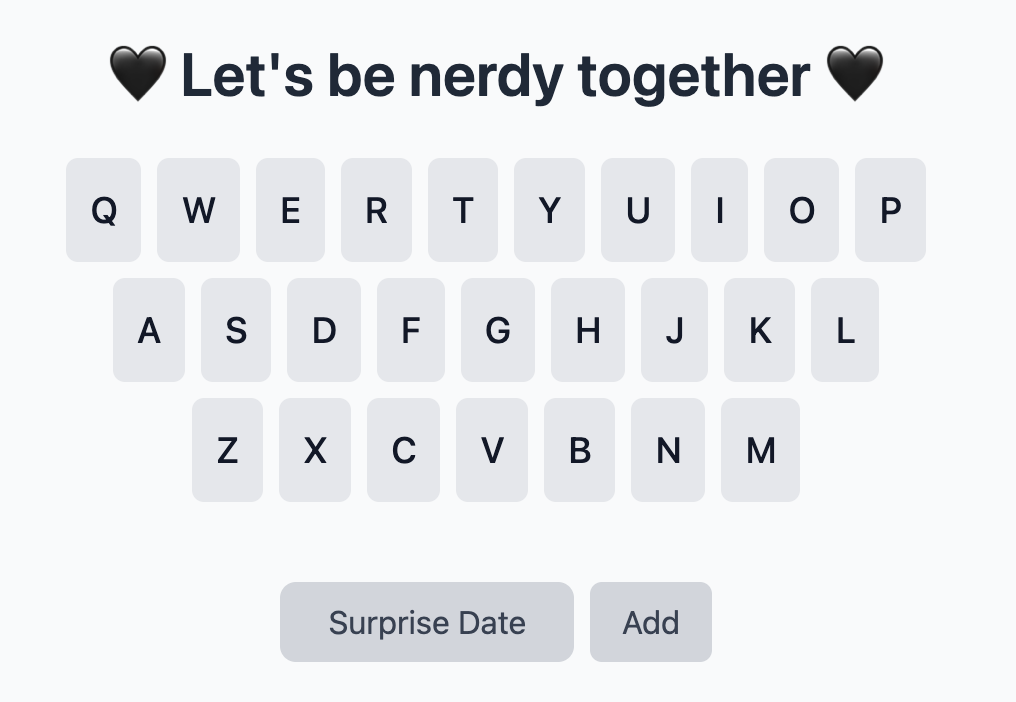 🖤 Let's be nerdy together 🖤
Q W E R T Y U I O P
A S D F G H J K L
Z X C V B N M
Surprise Date Add